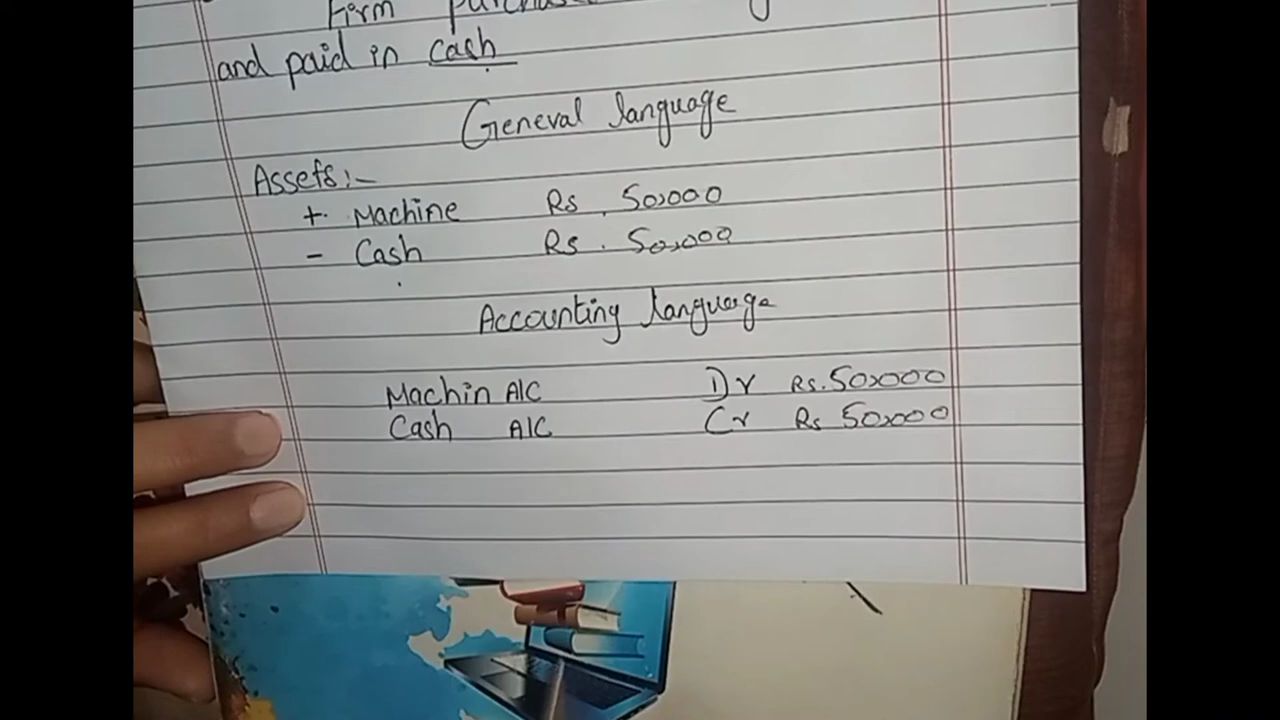 Firm
and paid in cash
General language
Assets :-
+ Machine Rs. 50,000
- Cash Rs. 50,000
Accounting language
Machin A/C Dr Rs. 50,000
Cash A/C Cr Rs 50,000